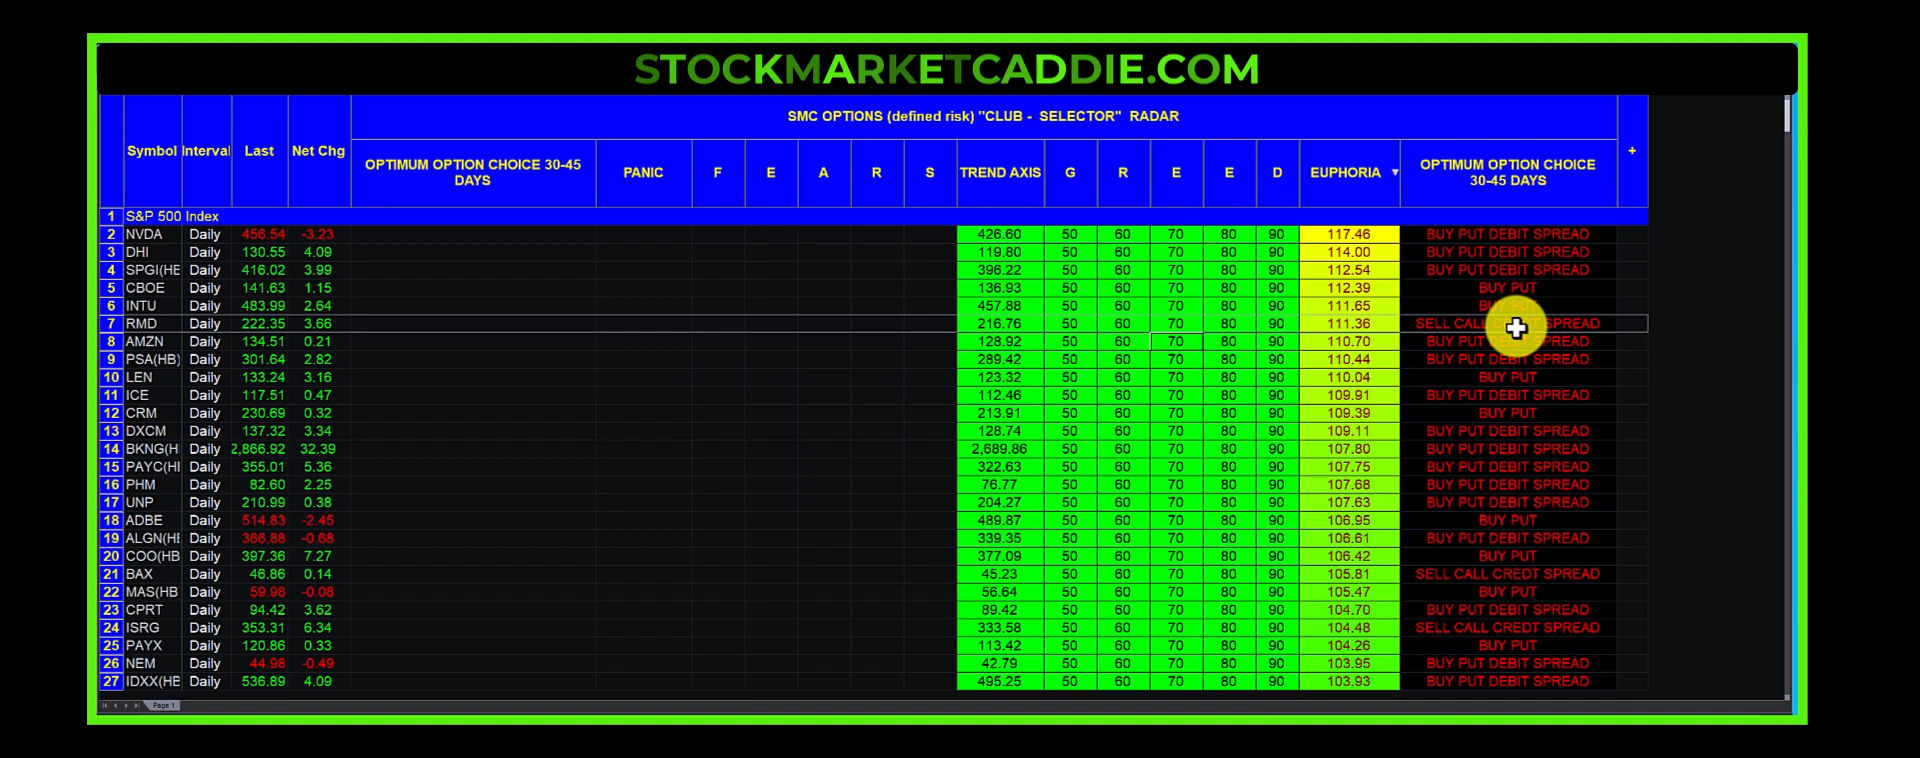 STOCKMARKETCADDIE.COM
SMC OPTIONS (defined risk) "CLUB - SELECTOR" RADAR
Symbol Interval Last Net Chg OPTIMUM OPTION CHOICE 30-45 DAYS PANIC F E A R S TREND AXIS G R E E D EUPHORIA ▼ OPTIMUM OPTION CHOICE 30-45 DAYS +
1 S&P 500 Index
2 NVDA Daily 456.54 -3.23 426.60 50 60 70 80 90 117.46 BUY PUT DEBIT SPREAD
3 DHI Daily 130.55 4.09 119.80 50 60 70 80 90 114.00 BUY PUT DEBIT SPREAD
4 SPGI(HE Daily 416.02 3.99 396.22 50 60 70 80 90 112.54 BUY PUT DEBIT SPREAD
5 CBOE Daily 141.63 1.15 136.93 50 60 70 80 90 112.39 BUY PUT
6 INTU Daily 483.99 2.64 457.88 50 60 70 80 90 111.65 BUY PUT
7 RMD Daily 222.35 3.66 216.76 50 60 70 80 90 111.36 SELL CALL CREDT SPREAD
8 AMZN Daily 134.51 0.21 128.92 50 60 70 80 90 110.70 BUY PUT DEBIT SPREAD
9 PSA(HB) Daily 301.64 2.82 289.42 50 60 70 80 90 110.44 BUY PUT DEBIT SPREAD
10 LEN Daily 133.24 3.16 123.32 50 60 70 80 90 110.04 BUY PUT
11 ICE Daily 117.51 0.47 112.46 50 60 70 80 90 109.91 BUY PUT DEBIT SPREAD
12 CRM Daily 230.69 0.32 213.91 50 60 70 80 90 109.39 BUY PUT
13 DXCM Daily 137.32 3.34 128.74 50 60 70 80 90 109.11 BUY PUT DEBIT SPREAD
14 BKNG(H Daily 2,866.92 32.39 2,689.86 50 60 70 80 90 107.80 BUY PUT DEBIT SPREAD
15 PAYC(HI Daily 355.01 5.36 322.63 50 60 70 80 90 107.75 BUY PUT DEBIT SPREAD
16 PHM Daily 82.60 2.25 76.77 50 60 70 80 90 107.68 BUY PUT DEBIT SPREAD
17 UNP Daily 210.99 0.38 204.27 50 60 70 80 90 107.63 BUY PUT DEBIT SPREAD
18 ADBE Daily 514.83 -2.45 489.87 50 60 70 80 90 106.95 BUY PUT
19 ALGN(HE Daily 366.88 -0.68 339.35 50 60 70 80 90 106.61 BUY PUT DEBIT SPREAD
20 COO(HB Daily 397.36 7.27 377.09 50 60 70 80 90 106.42 BUY PUT
21 BAX Daily 46.86 0.14 45.23 50 60 70 80 90 105.81 SELL CALL CREDT SPREAD
22 MAS(HB Daily 59.98 -0.08 56.64 50 60 70 80 90 105.47 BUY PUT
23 CPRT Daily 94.42 3.62 89.42 50 60 70 80 90 104.70 BUY PUT DEBIT SPREAD
24 ISRG Daily 353.31 6.34 333.58 50 60 70 80 90 104.48 SELL CALL CREDT SPREAD
25 PAYX Daily 120.86 0.33 113.42 50 60 70 80 90 104.26 BUY PUT
26 NEM Daily 44.98 -0.49 42.79 50 60 70 80 90 103.95 BUY PUT DEBIT SPREAD
27 IDXX(HE Daily 536.89 4.09 495.25 50 60 70 80 90 103.93 BUY PUT DEBIT SPREAD
Page 1